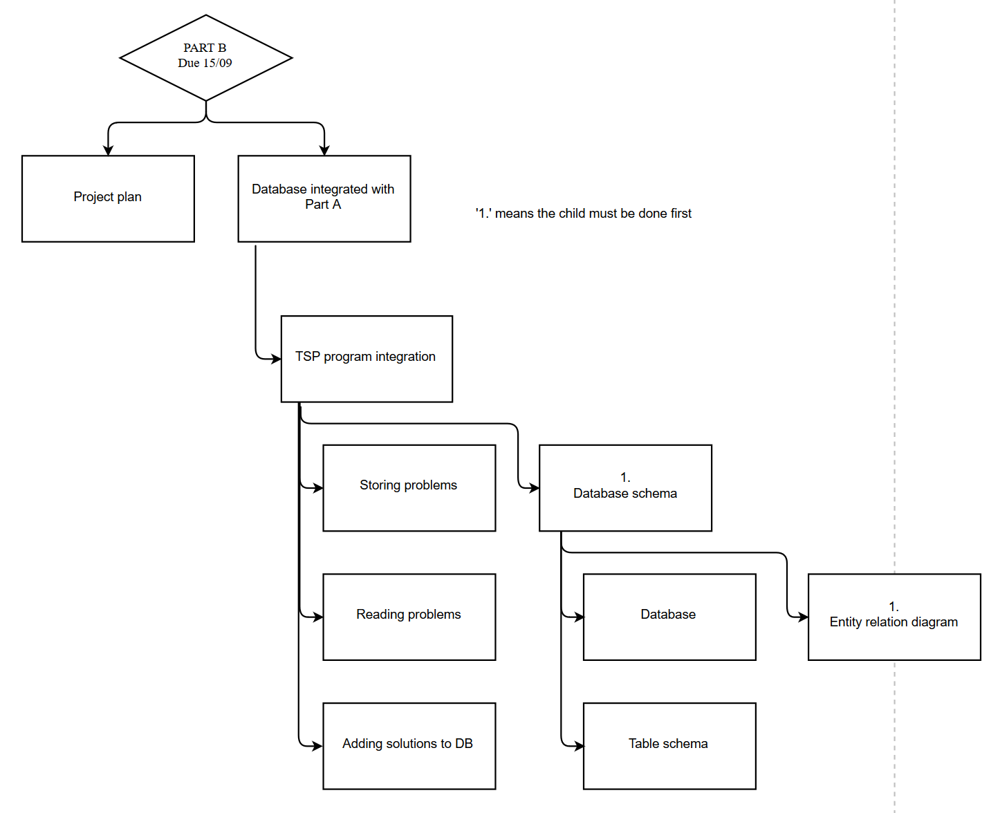 PART B
Due 15/09
Project plan
Database integrated with
Part A
'1.' means the child must be done first
TSP program integration
Storing problems
1.
Database schema
Reading problems
Database
1.
Entity relation diagram
Adding solutions to DB
Table schema